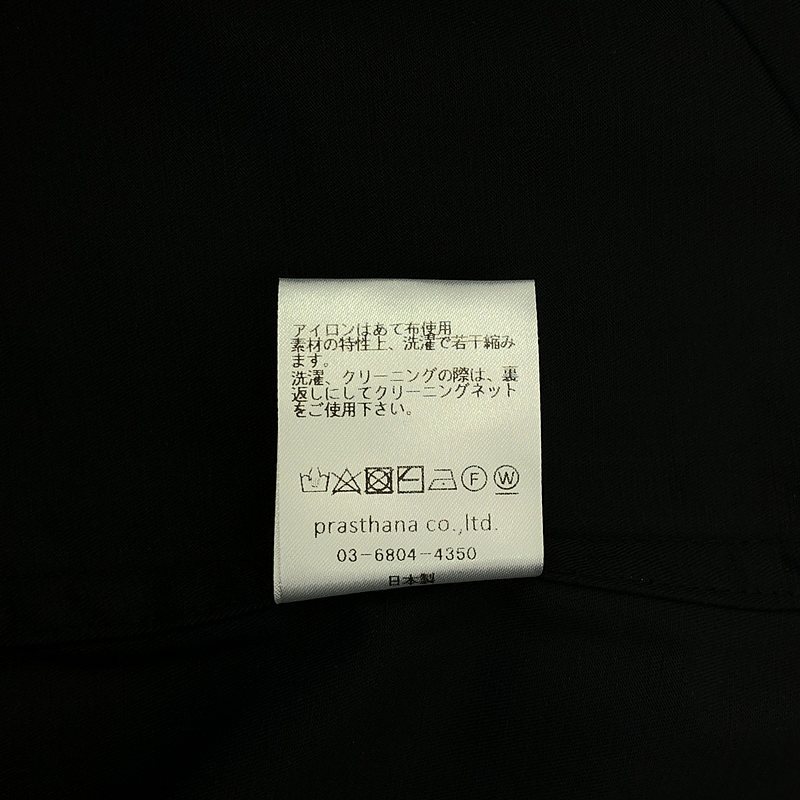 アイロンはあて布使用
素材の特性上、洗濯で若干縮み
ます。
洗濯、クリーニングの際は、裏
返しにしてクリーニングネット
をご使用下さい。
F W
prasthana co.,ltd.
03-6804-4350
日本製